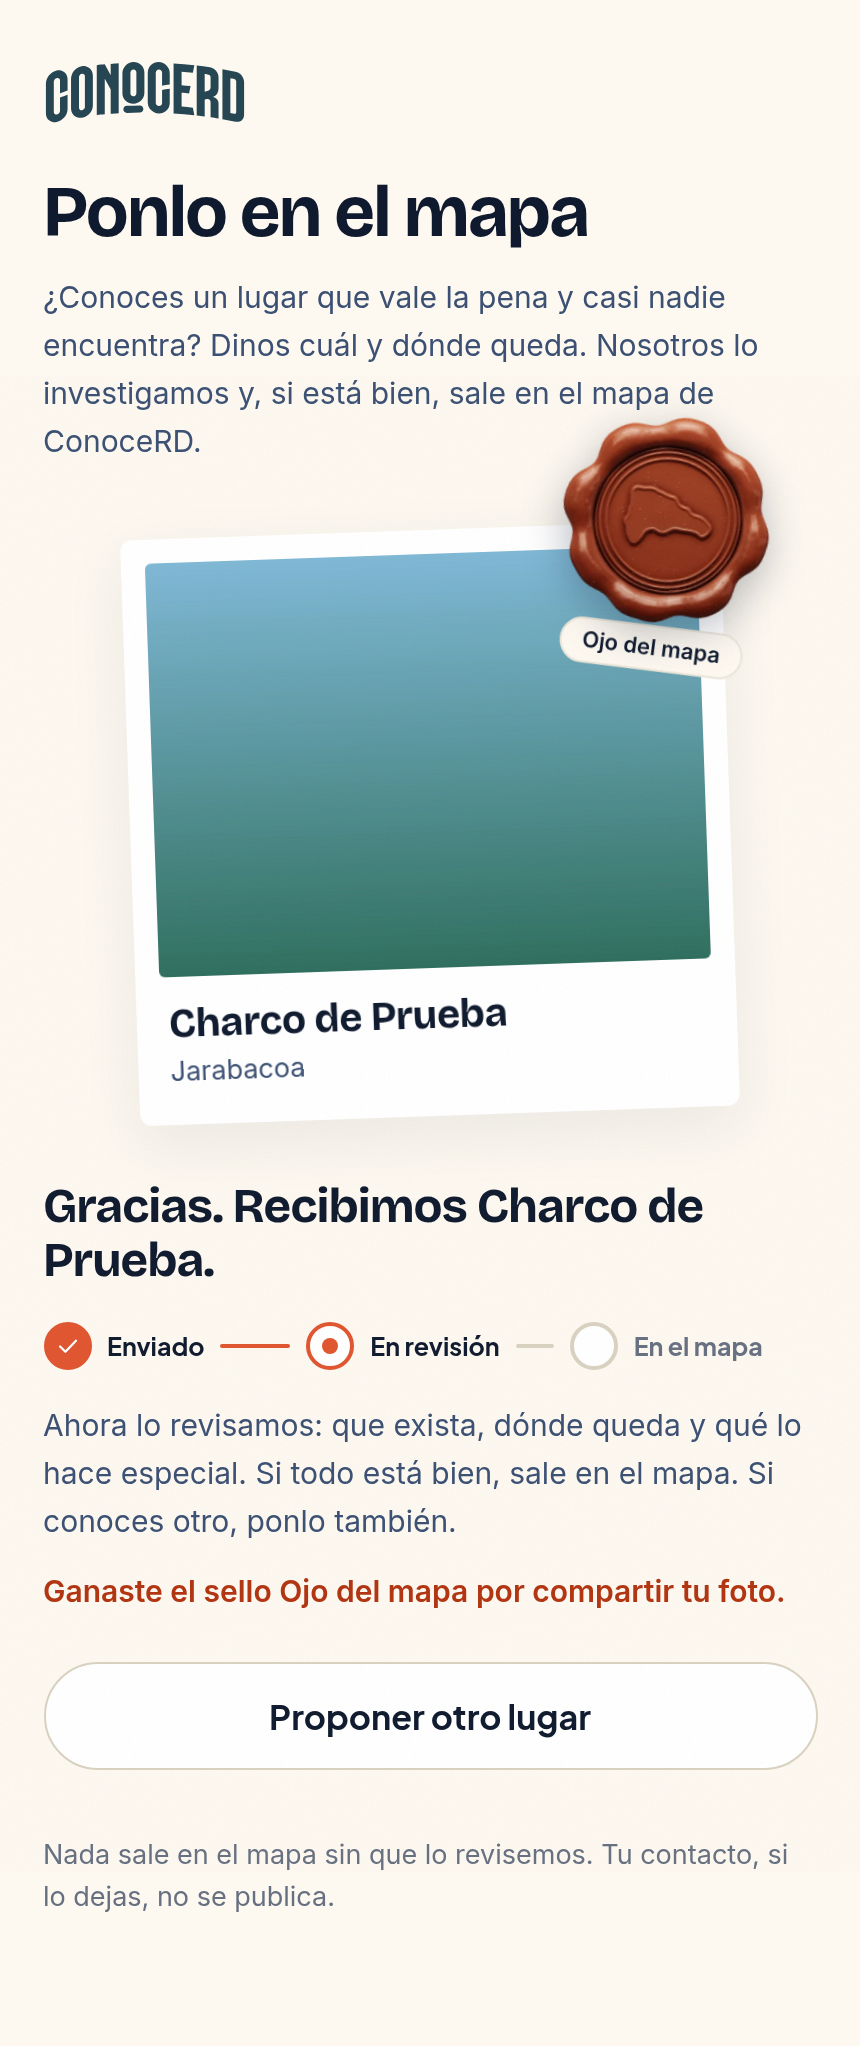 CONOCERD
Ponlo en el mapa
¿Conoces un lugar que vale la pena y casi nadie
encuentra? Dinos cuál y dónde queda. Nosotros lo
investigamos y, si está bien, sale en el mapa de
ConoceRD.
Ojo del mapa
Charco de Prueba
Jarabacoa
Gracias. Recibimos Charco de
Prueba.
Enviado En revisión En el mapa
Ahora lo revisamos: que exista, dónde queda y qué lo
hace especial. Si todo está bien, sale en el mapa. Si
conoces otro, ponlo también.
Ganaste el sello Ojo del mapa por compartir tu foto.
Proponer otro lugar
Nada sale en el mapa sin que lo revisemos. Tu contacto, si
lo dejas, no se publica.